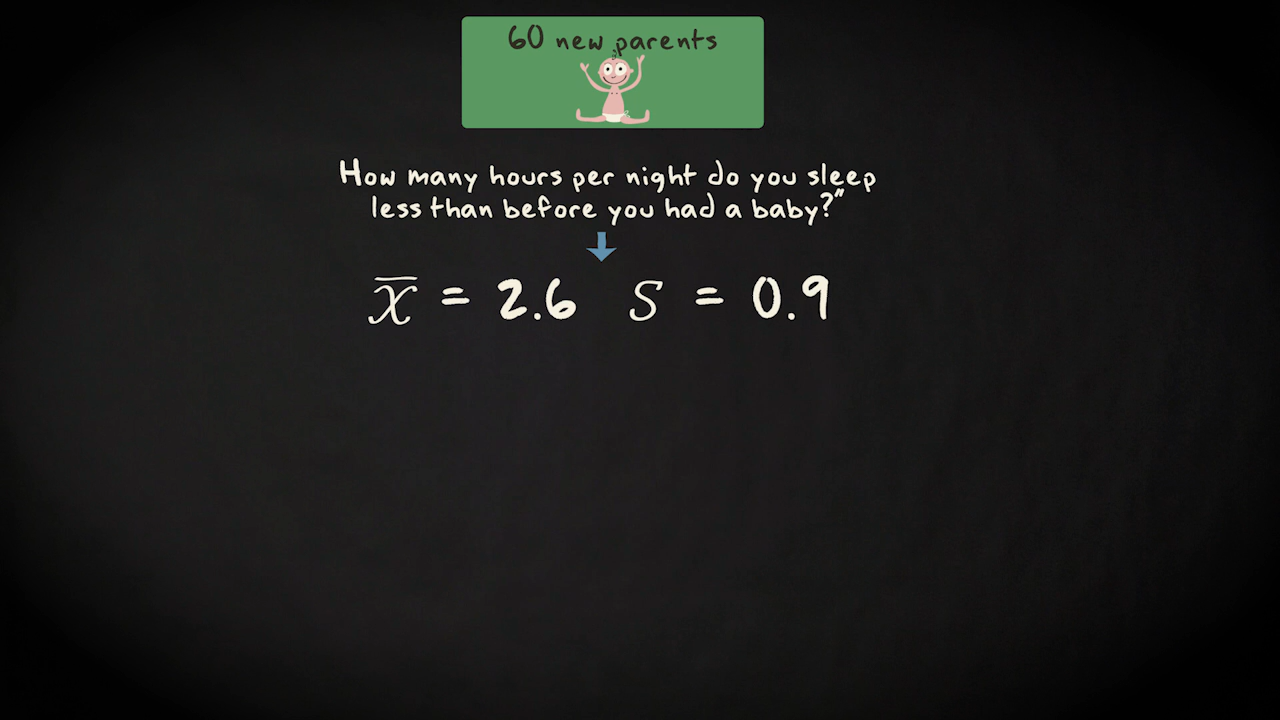 60 new parents
How many hours per night do you sleep
less than before you had a baby?"
x̅ = 2.6 S = 0.9